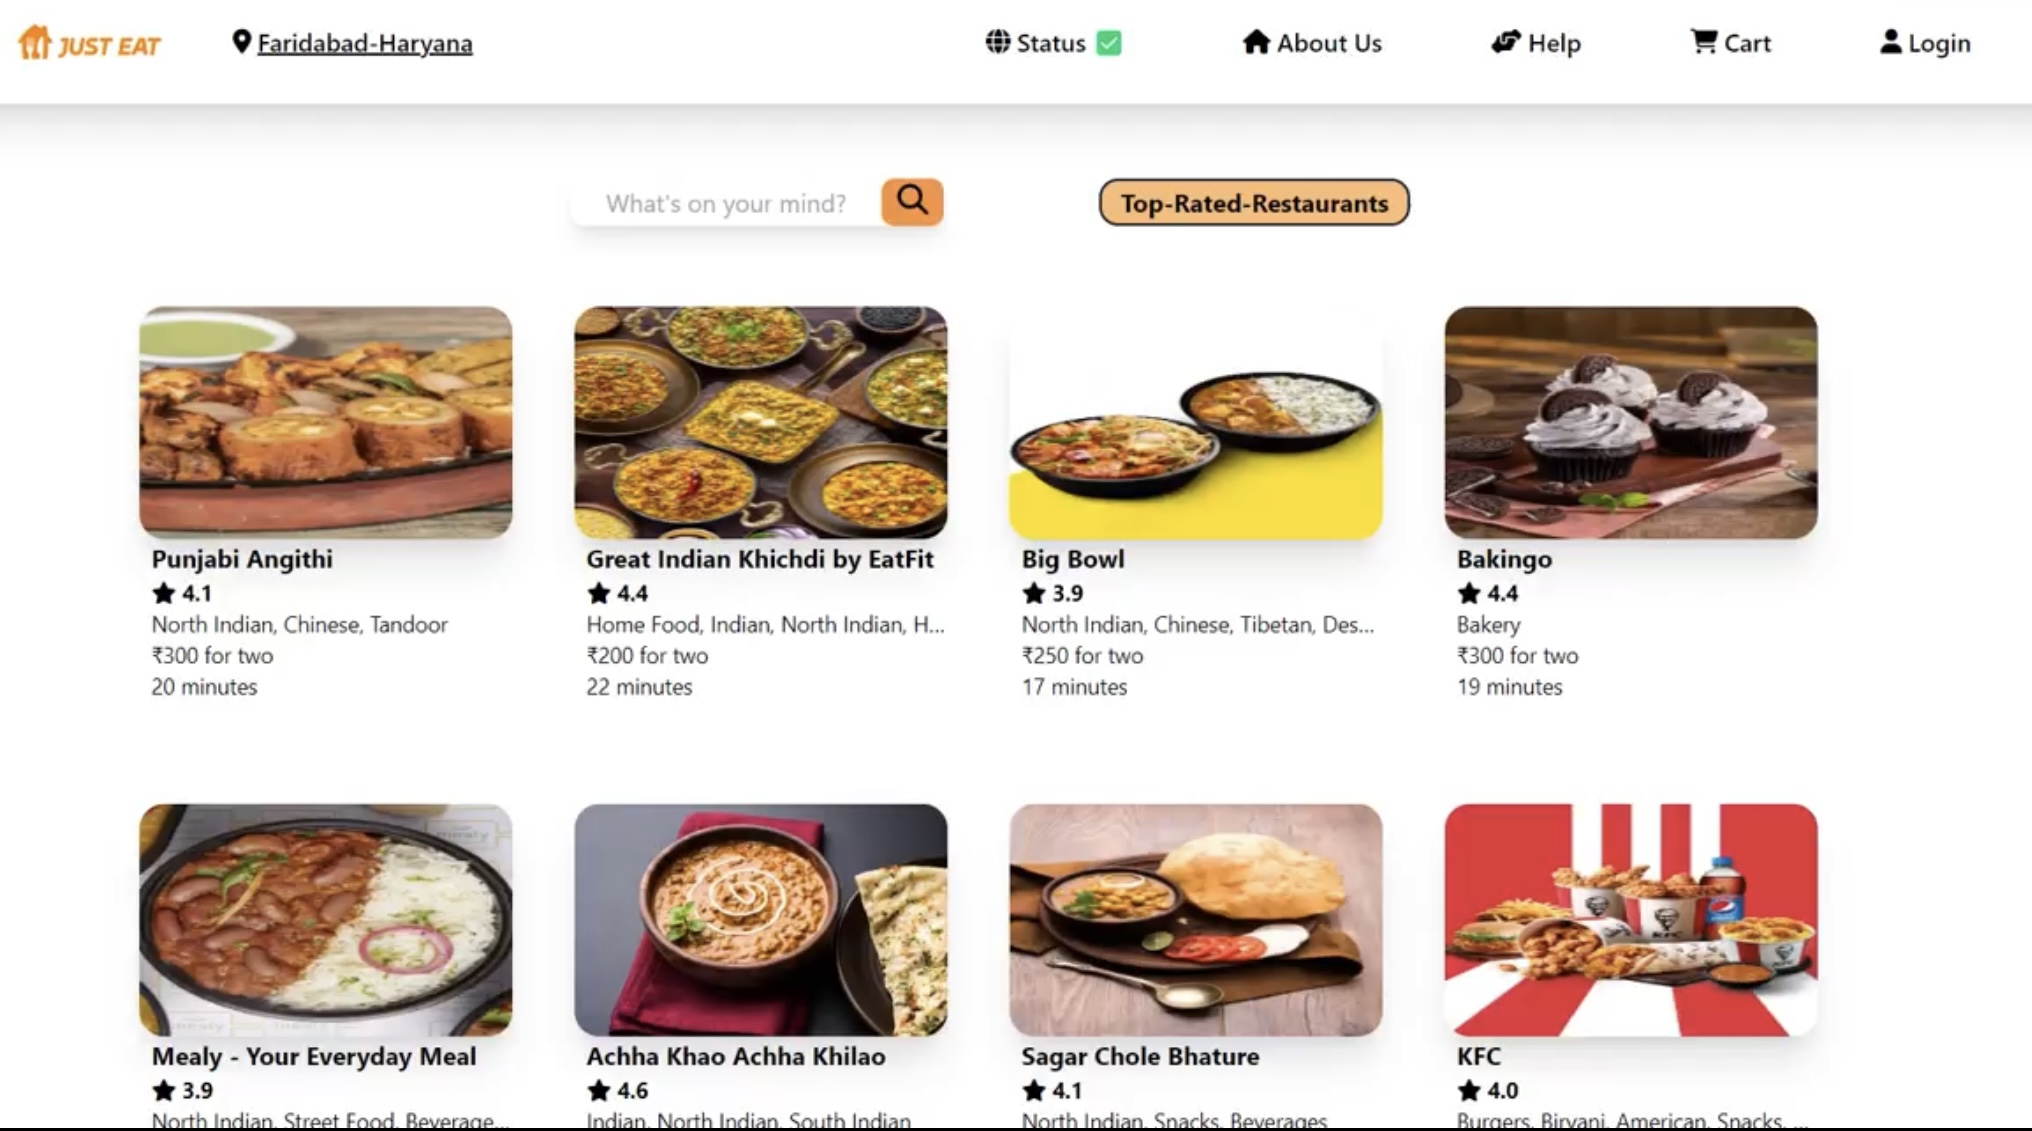 JUST EAT
Faridabad-Haryana
Status
About Us
Help
Cart
Login
What's on your mind?
Top-Rated-Restaurants
Punjabi Angithi
4.1
North Indian, Chinese, Tandoor
₹300 for two
20 minutes
Great Indian Khichdi by EatFit
4.4
Home Food, Indian, North Indian, H...
₹200 for two
22 minutes
Big Bowl
3.9
North Indian, Chinese, Tibetan, Des...
₹250 for two
17 minutes
Bakingo
4.4
Bakery
₹300 for two
19 minutes
Mealy - Your Everyday Meal
3.9
North Indian, Street Food, Beverage...
Achha Khao Achha Khilao
4.6
Indian, North Indian, South Indian
Sagar Chole Bhature
4.1
North Indian, Snacks, Beverages
KFC
KFC
4.0
Burgers, Biryani, American, Snacks, ...